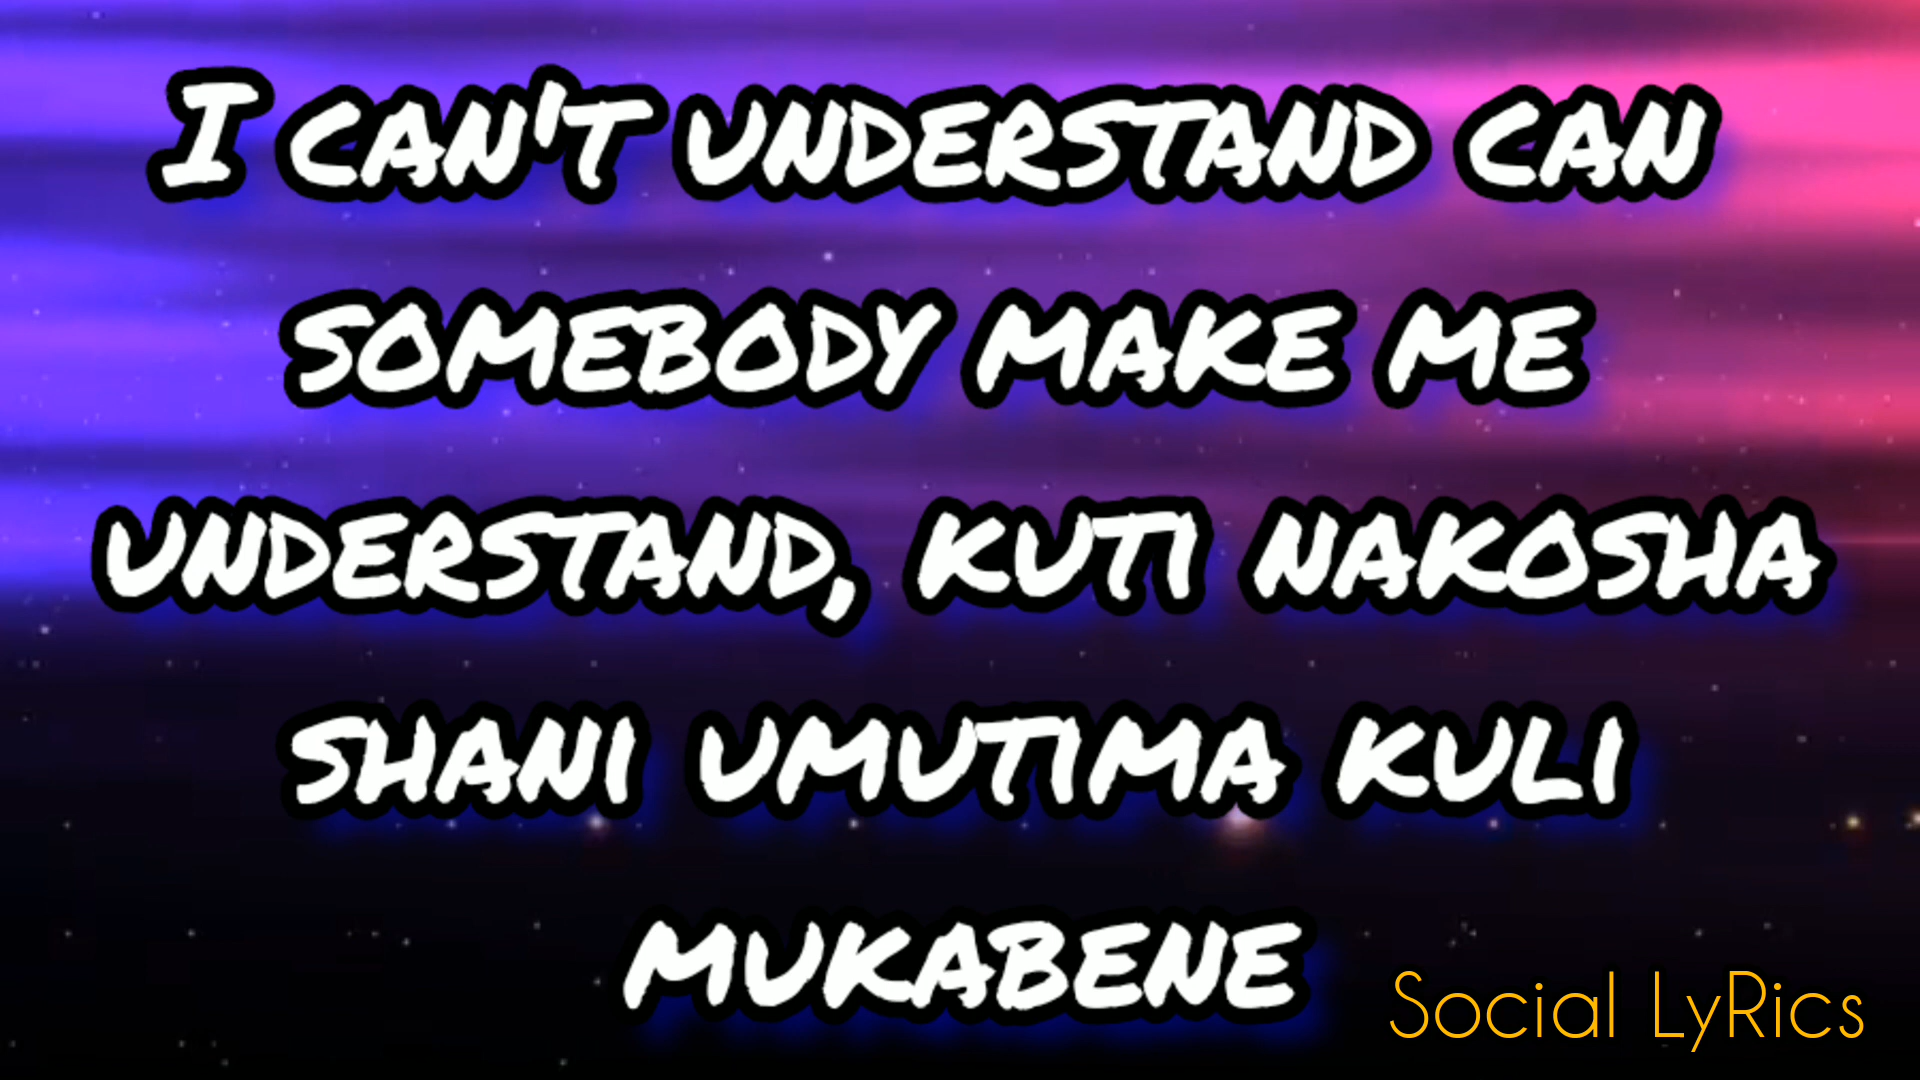 I CAN'T UNDERSTAND CAN
SOMEBODY MAKE ME
UNDERSTAND, KUTI NAKOSHA
SHANI UMUTIMA KULI
MUKABENE
Social LyRics